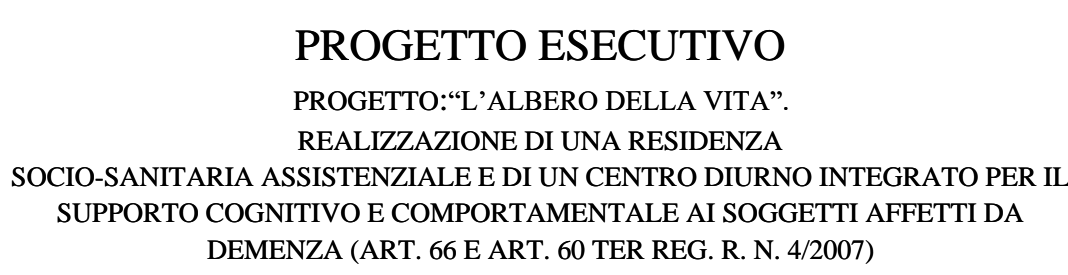 PROGETTO ESECUTIVO
PROGETTO:“L’ALBERO DELLA VITA”.
REALIZZAZIONE DI UNA RESIDENZA
SOCIO-SANITARIA ASSISTENZIALE E DI UN CENTRO DIURNO INTEGRATO PER IL
SUPPORTO COGNITIVO E COMPORTAMENTALE AI SOGGETTI AFFETTI DA
DEMENZA (ART. 66 E ART. 60 TER REG. R. N. 4/2007)